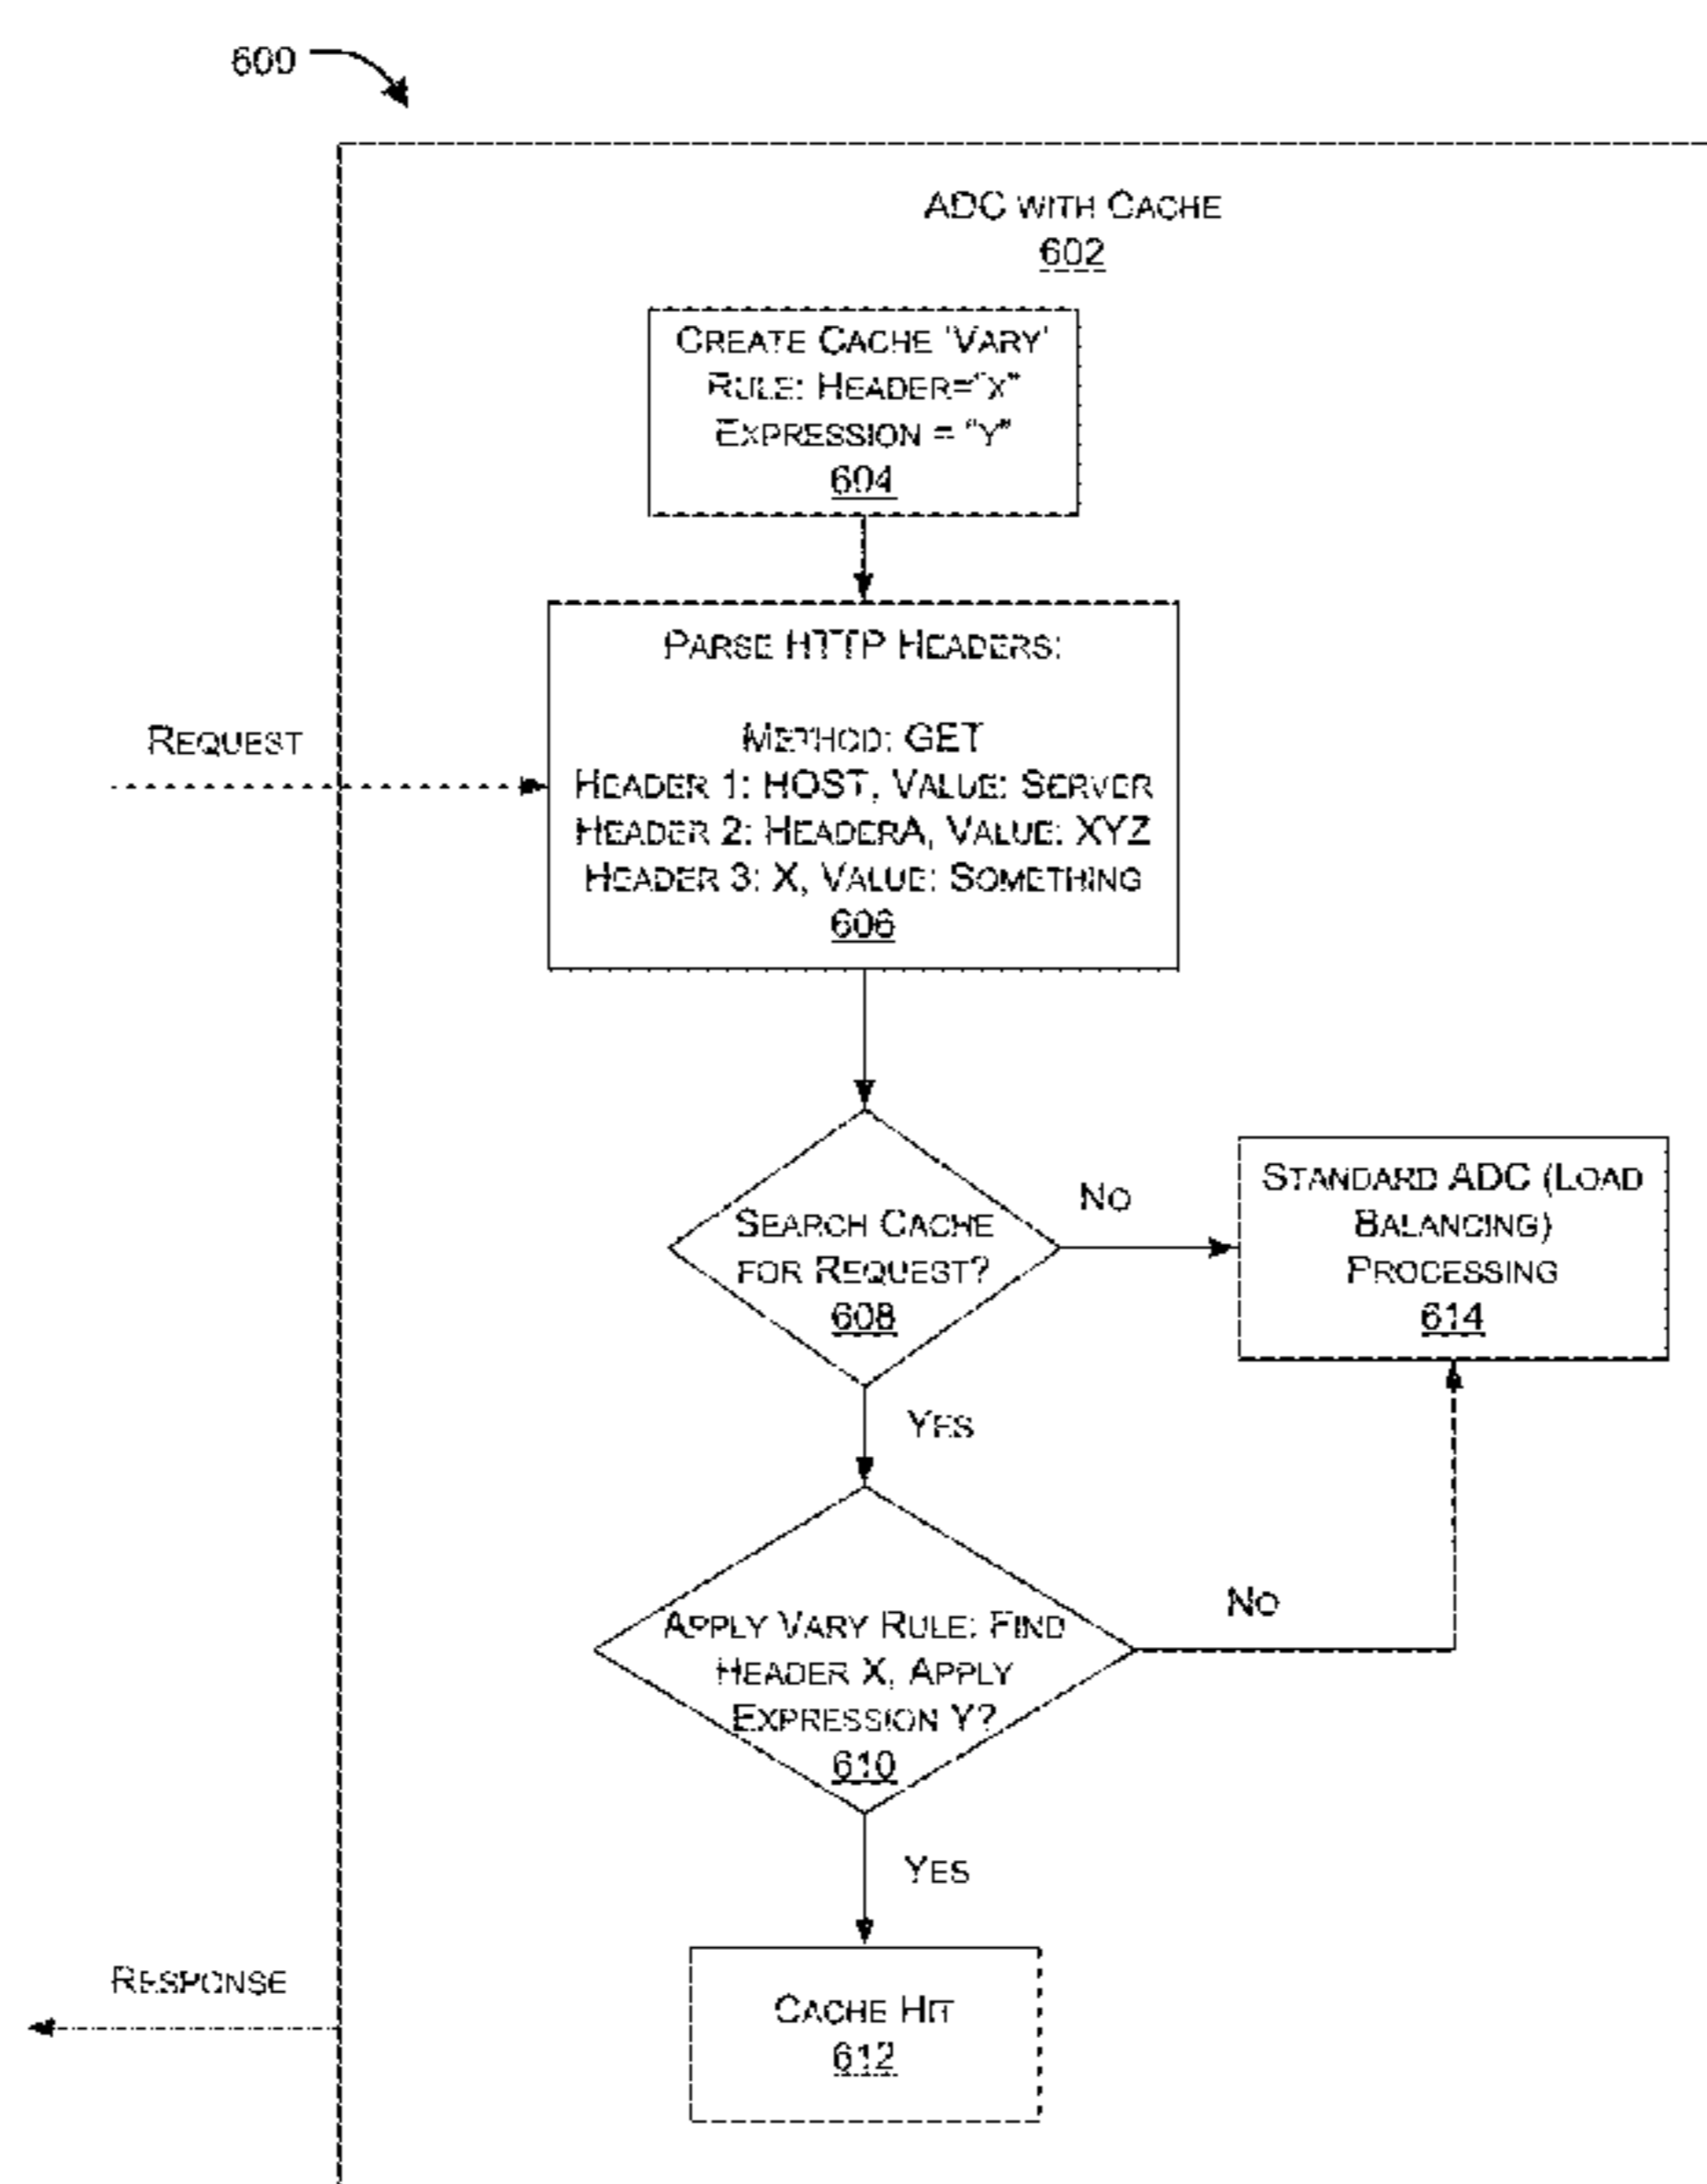 600
ADC WITH CACHE
602
CREATE CACHE 'VARY'
RULE: HEADER="X"
EXPRESSION = "Y"
604
PARSE HTTP HEADERS:
METHOD: GET
HEADER 1: HOST, VALUE: SERVER
HEADER 2: HEADERA, VALUE: XYZ
HEADER 3: X, VALUE: SOMETHING
606
REQUEST
SEARCH CACHE
FOR REQUEST?
608
NO
STANDARD ADC (LOAD
BALANCING)
PROCESSING
614
YES
APPLY VARY RULE: FIND
HEADER X, APPLY
EXPRESSION Y?
610
NO
YES
CACHE HIT
612
RESPONSE